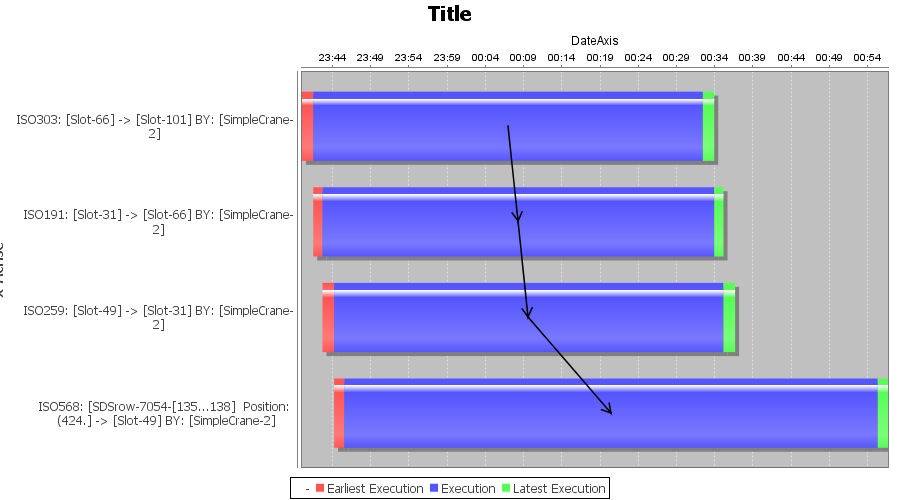 Title
DateAxis
23:44 23:49 23:54 23:59 00:04 00:09 00:14 00:19 00:24 00:29 00:34 00:39 00:44 00:49 00:54
ISO303: [Slot-66] -> [Slot-101] BY: [SimpleCrane-
2]
ISO191: [Slot-31] -> [Slot-66] BY: [SimpleCrane-
2]
ISO259: [Slot-49] -> [Slot-31] BY: [SimpleCrane-
2]
ISO568: [SDSrow-7054-[135...138] Position:
(424.] -> [Slot-49] BY: [SimpleCrane-2]
- Earliest Execution Execution Latest Execution